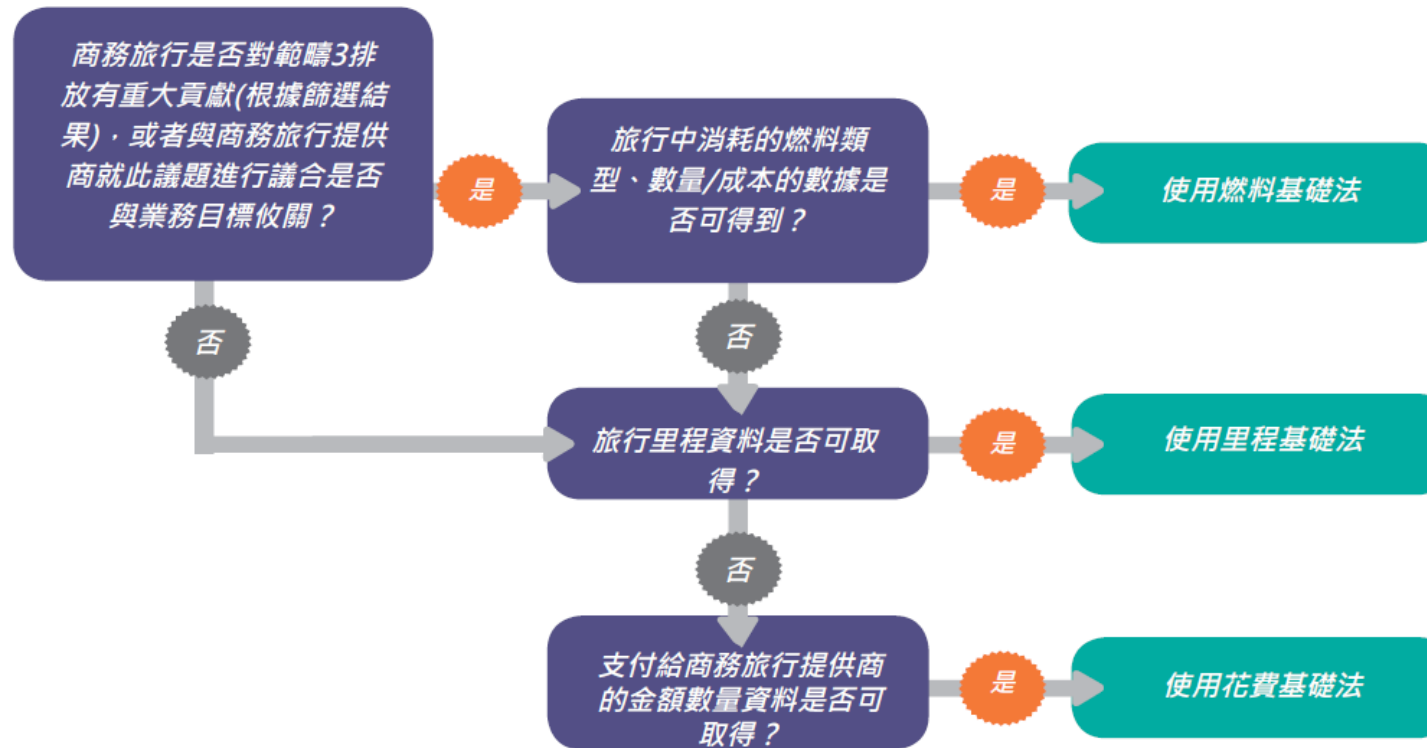 商務旅行是否對範疇3排
放有重大貢獻(根據篩選結
果)，或者與商務旅行提供
商就此議題進行議合是否
與業務目標攸關？
是
旅行中消耗的燃料類
型、數量/成本的數據是
否可得到？
是
使用燃料基礎法
否
否
旅行里程資料是否可取
得？
是
使用里程基礎法
否
支付給商務旅行提供商
的金額數量資料是否可
取得？
是
使用花費基礎法